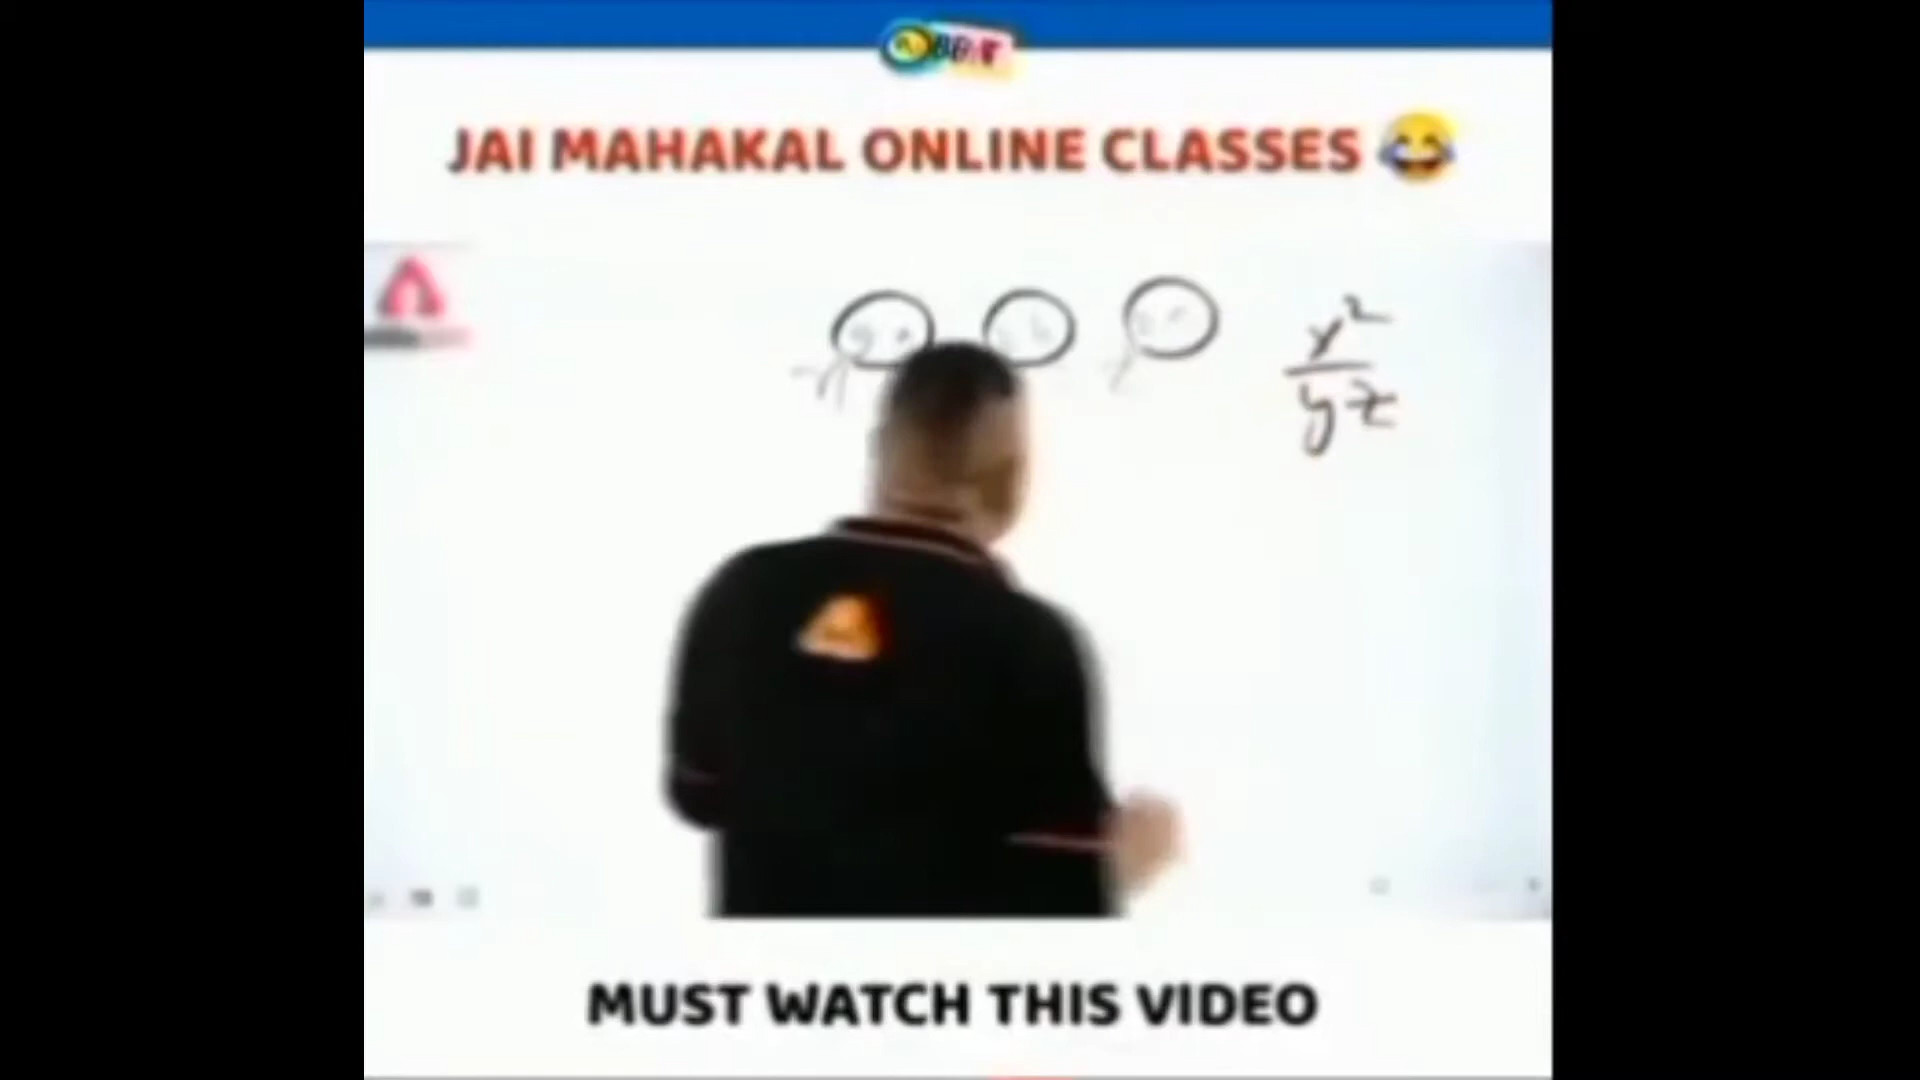 JAI MAHAKAL ONLINE CLASSES 😂
x²
yz
MUST WATCH THIS VIDEO